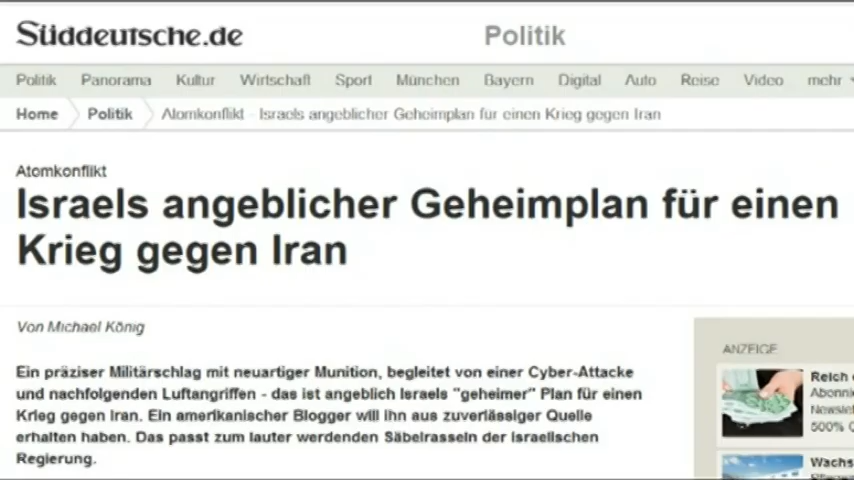 Süddeutsche.de Politik
Politik Panorama Kultur Wirtschaft Sport München Bayern Digital Auto Reise Video mehr
Home Politik Atomkonflikt - Israels angeblicher Geheimplan für einen Krieg gegen Iran
Atomkonflikt
Israels angeblicher Geheimplan für einen
Krieg gegen Iran
Von Michael König
Ein präziser Militärschlag mit neuartiger Munition, begleitet von einer Cyber-Attacke
und nachfolgenden Luftangriffen - das ist angeblich Israels "geheimer" Plan für einen
Krieg gegen Iran. Ein amerikanischer Blogger will ihn aus zuverlässiger Quelle
erhalten haben. Das passt zum lauter werdenden Säbelrasseln der israelischen
Regierung.
ANZEIGE
Reich
Abonni
Newslet
500%
Wachs